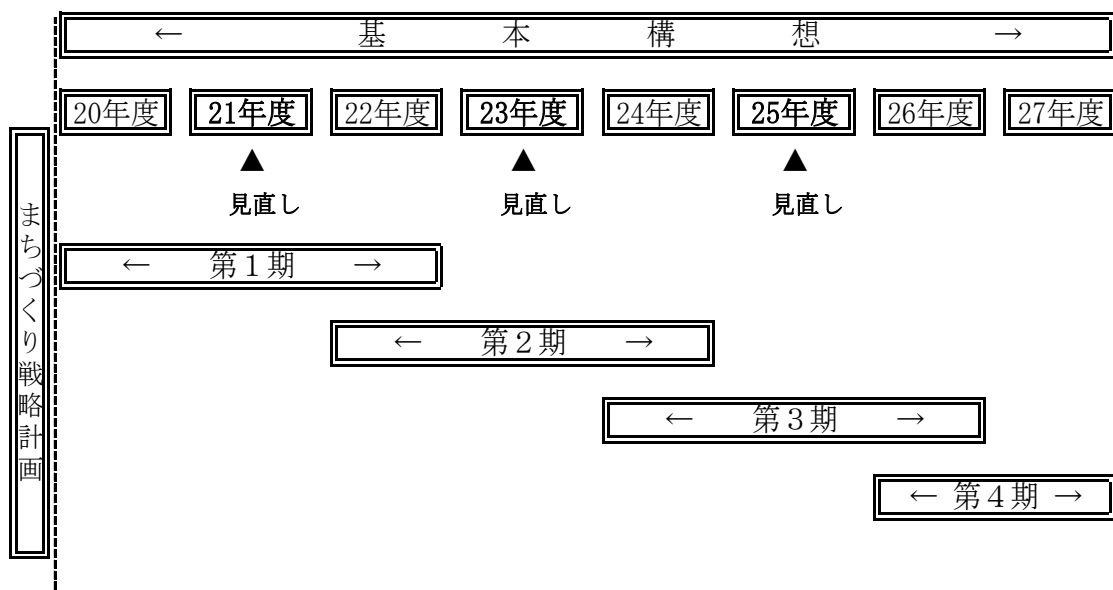 ← 基 本 構 想 →
20年度 21年度 22年度 23年度 24年度 25年度 26年度 27年度
▲ ▲ ▲
見直し 見直し 見直し
まちづくり戦略計画
← 第1期 →
← 第2期 →
← 第3期 →
← 第4期 →